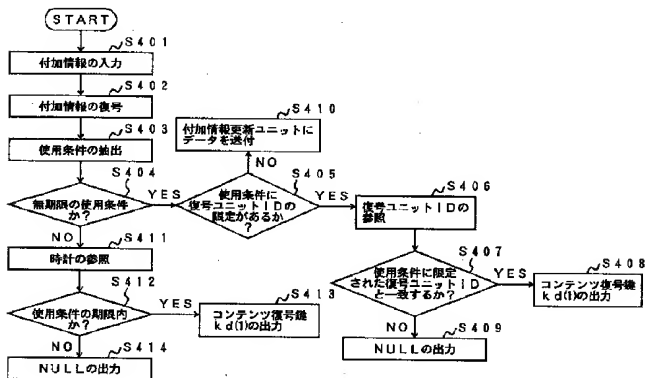 START
S401
付加情報の入力
S402
付加情報の復号
S403
使用条件の抽出
S404
無期限の使用条件
か?
YES
NO
S410
付加情報更新ユニットに
データを送付
NO
S405
使用条件に
復号ユニットIDの
限定があるか
?
YES
S406
復号ユニットIDの
参照
S407
使用条件に限定
された復号ユニットID
と一致するか?
YES
S408
コンテンツ復号鍵
kd(1)の出力
NO
S409
NULLの出力
S411
時計の参照
S412
使用条件の期限内
か?
YES
S413
コンテンツ復号鍵
kd(1)の出力
NO
S414
NULLの出力